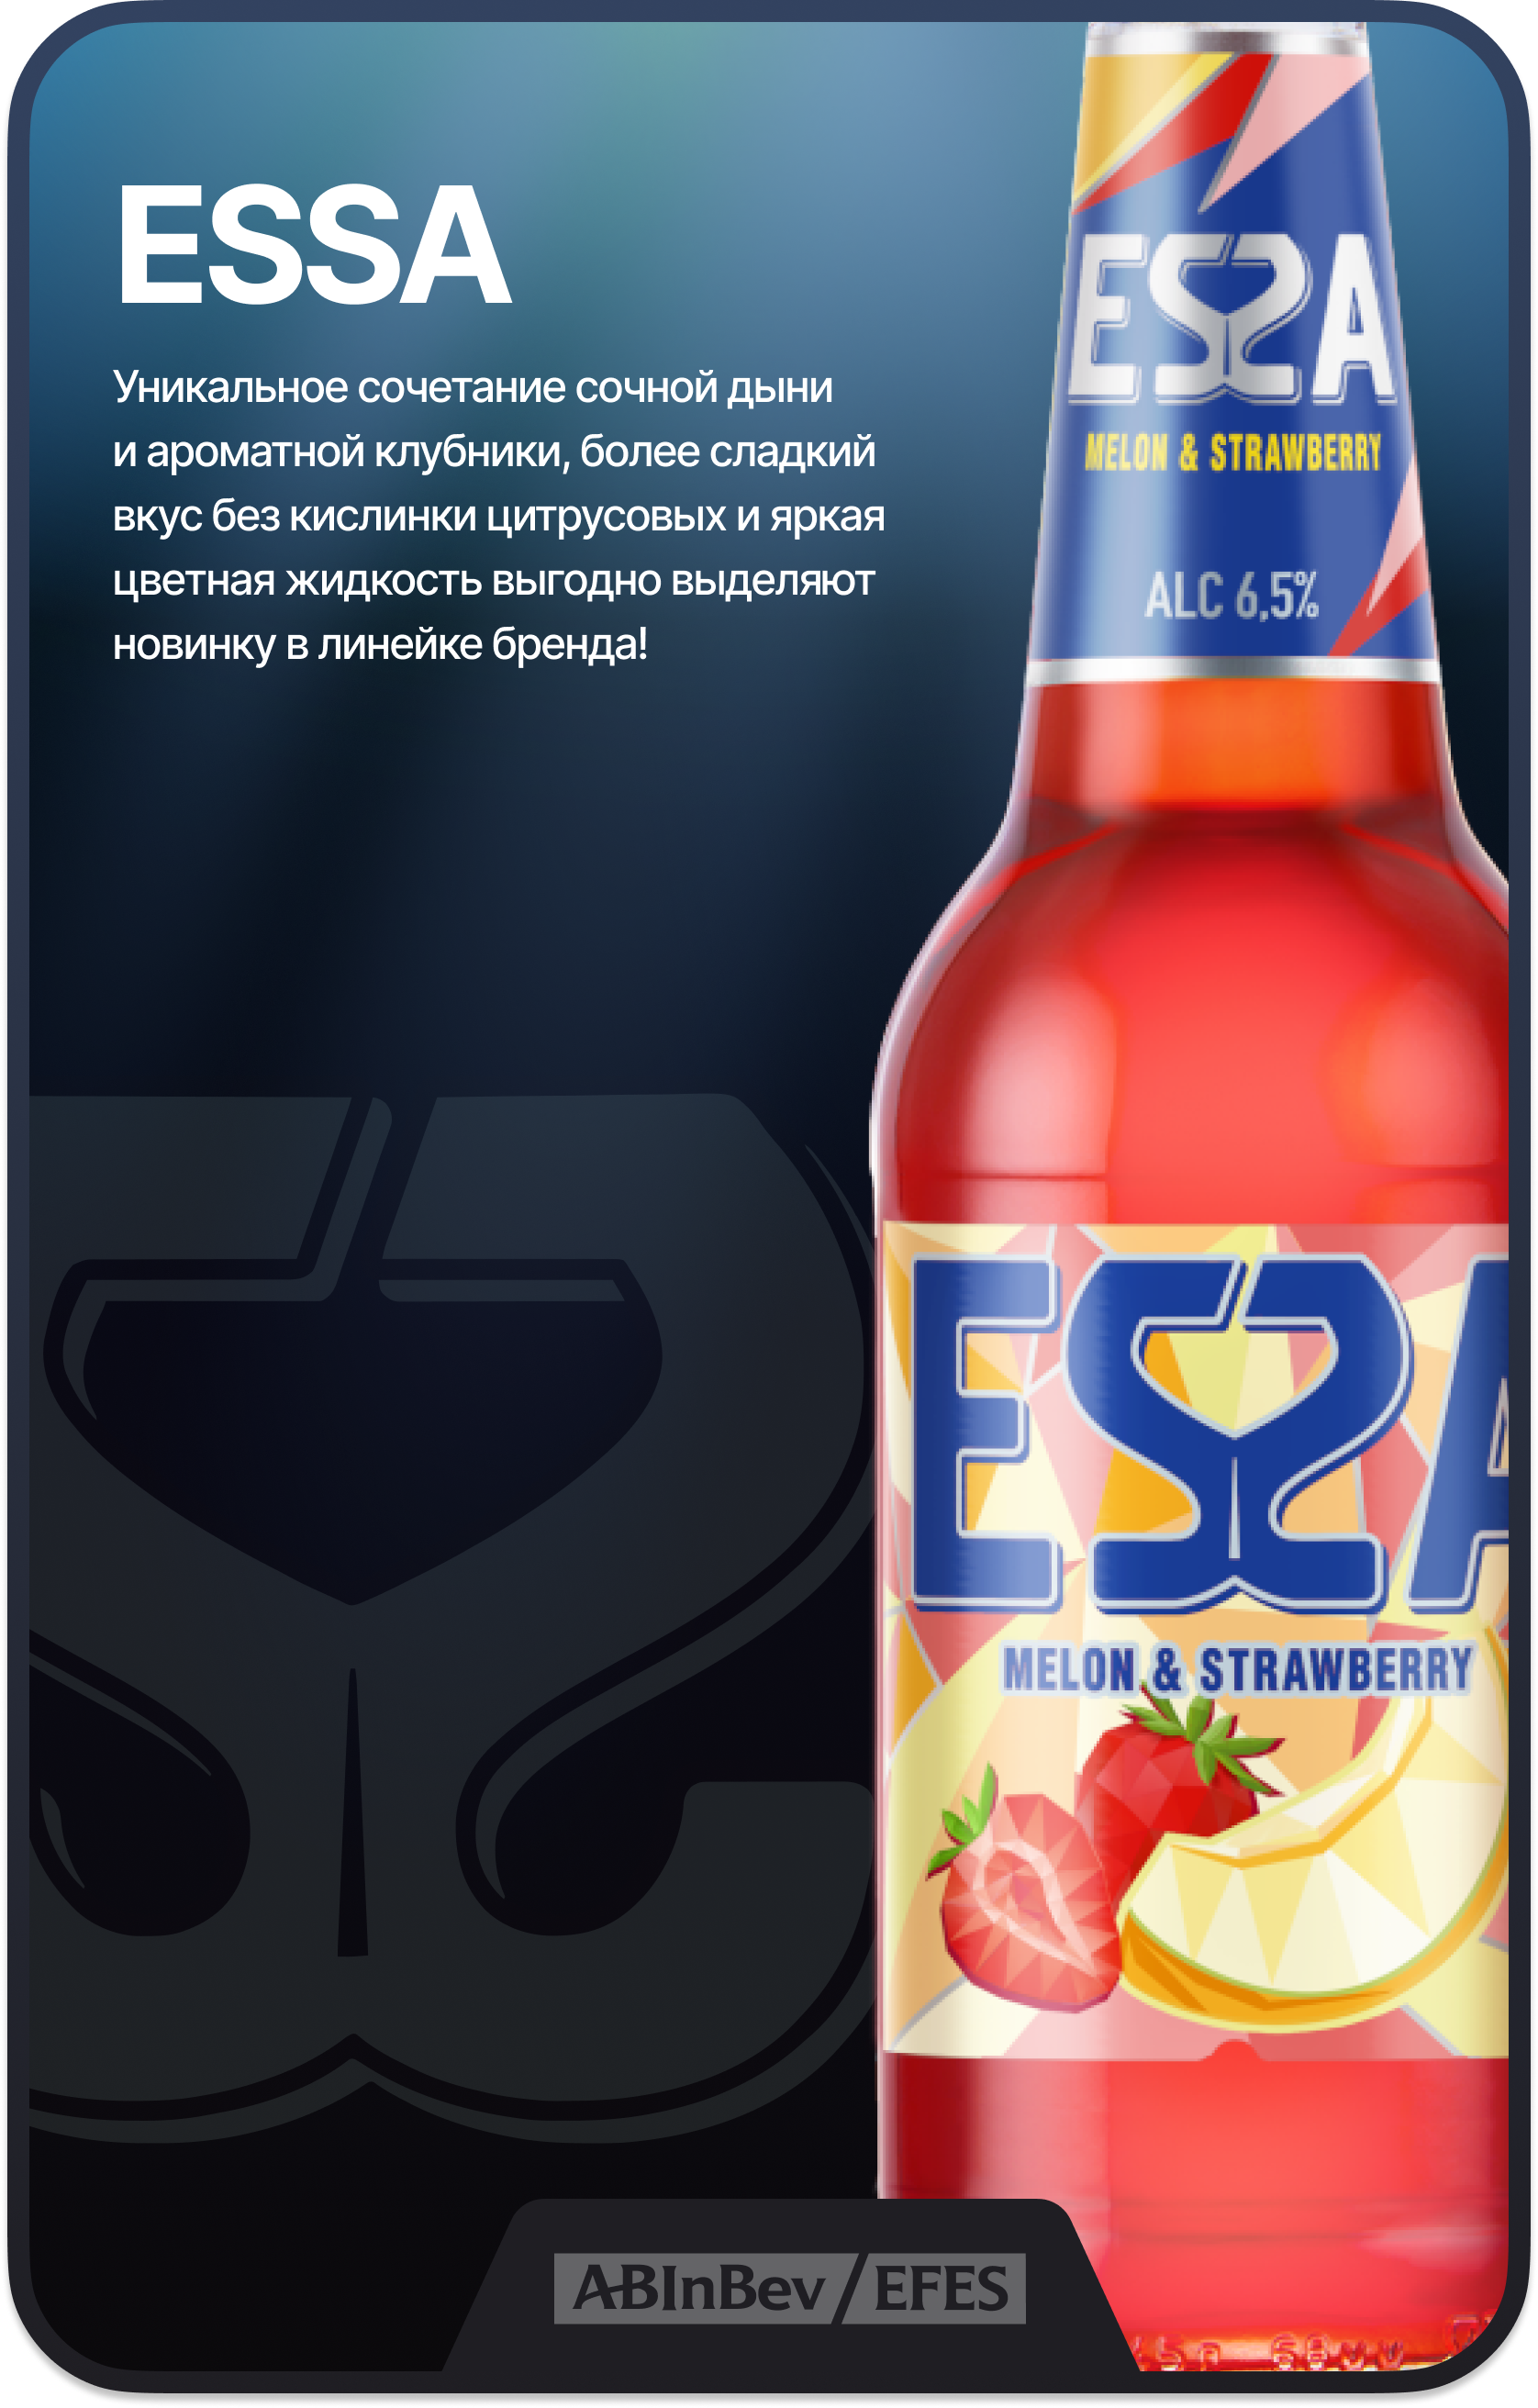 ESSA
Уникальное сочетание сочной дыни
и ароматной клубники, более сладкий
вкус без кислинки цитрусовых и яркая
цветная жидкость выгодно выделяют
новинку в линейке бренда!
ESSA
MELON & STRAWBERRY
ALC 6,5%
ESSA
MELON & STRAWBERRY
ABInBev/EFES